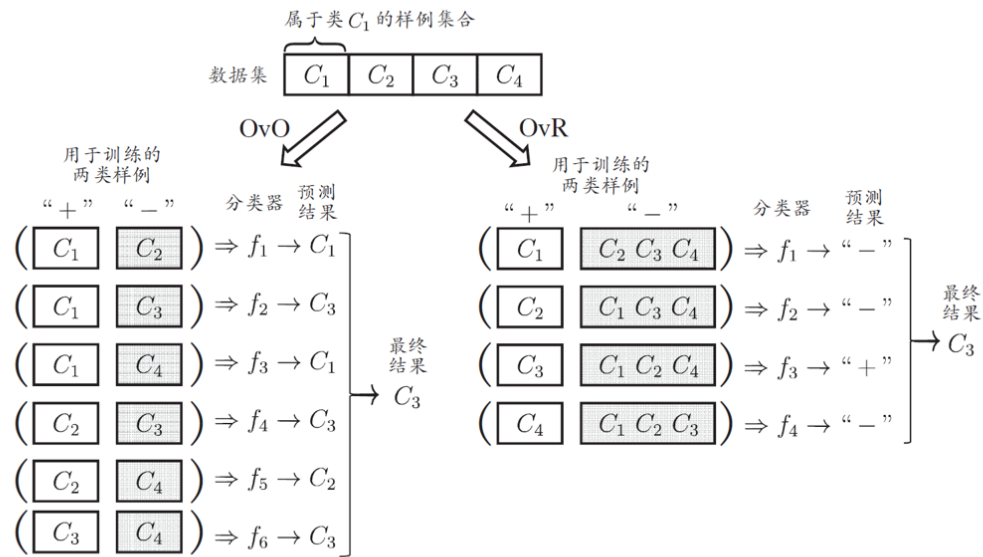 属于类 C₁ 的样例集合
数据集 C₁ C₂ C₃ C₄
OvO
用于训练的
两类样例
“+” “−” 分类器 预测
结果
( C₁ C₂ ) ⇒ f₁ → C₁
( C₁ C₃ ) ⇒ f₂ → C₃
( C₁ C₄ ) ⇒ f₃ → C₁
( C₂ C₃ ) ⇒ f₄ → C₃
( C₂ C₄ ) ⇒ f₅ → C₂
( C₃ C₄ ) ⇒ f₆ → C₃
最终
结果
C₃
OvR
用于训练的
两类样例
“+” “−” 分类器 预测
结果
( C₁ C₂ C₃ C₄ ) ⇒ f₁ → “−”
( C₂ C₁ C₃ C₄ ) ⇒ f₂ → “−”
( C₃ C₁ C₂ C₄ ) ⇒ f₃ → “+”
( C₄ C₁ C₂ C₃ ) ⇒ f₄ → “−”
最终
结果
C₃